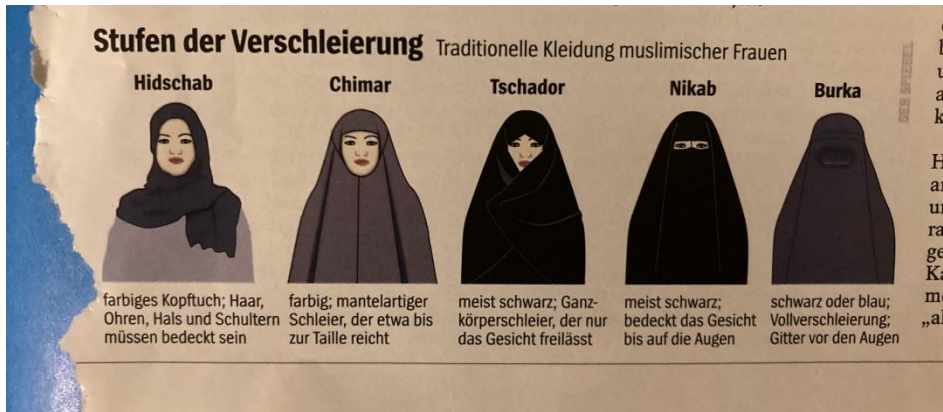 Stufen der Verschleierung Traditionelle Kleidung muslimischer Frauen
Hidschab
farbiges Kopftuch; Haar,
Ohren, Hals und Schultern
müssen bedeckt sein
Chimar
farbig; mantelartiger
Schleier, der etwa bis
zur Taille reicht
Tschador
meist schwarz; Ganz-
körperschleier, der nur
das Gesicht freilässt
Nikab
meist schwarz;
bedeckt das Gesicht
bis auf die Augen
Burka
schwarz oder blau;
Vollverschleierung;
Gitter vor den Augen
DER SPIEGEL